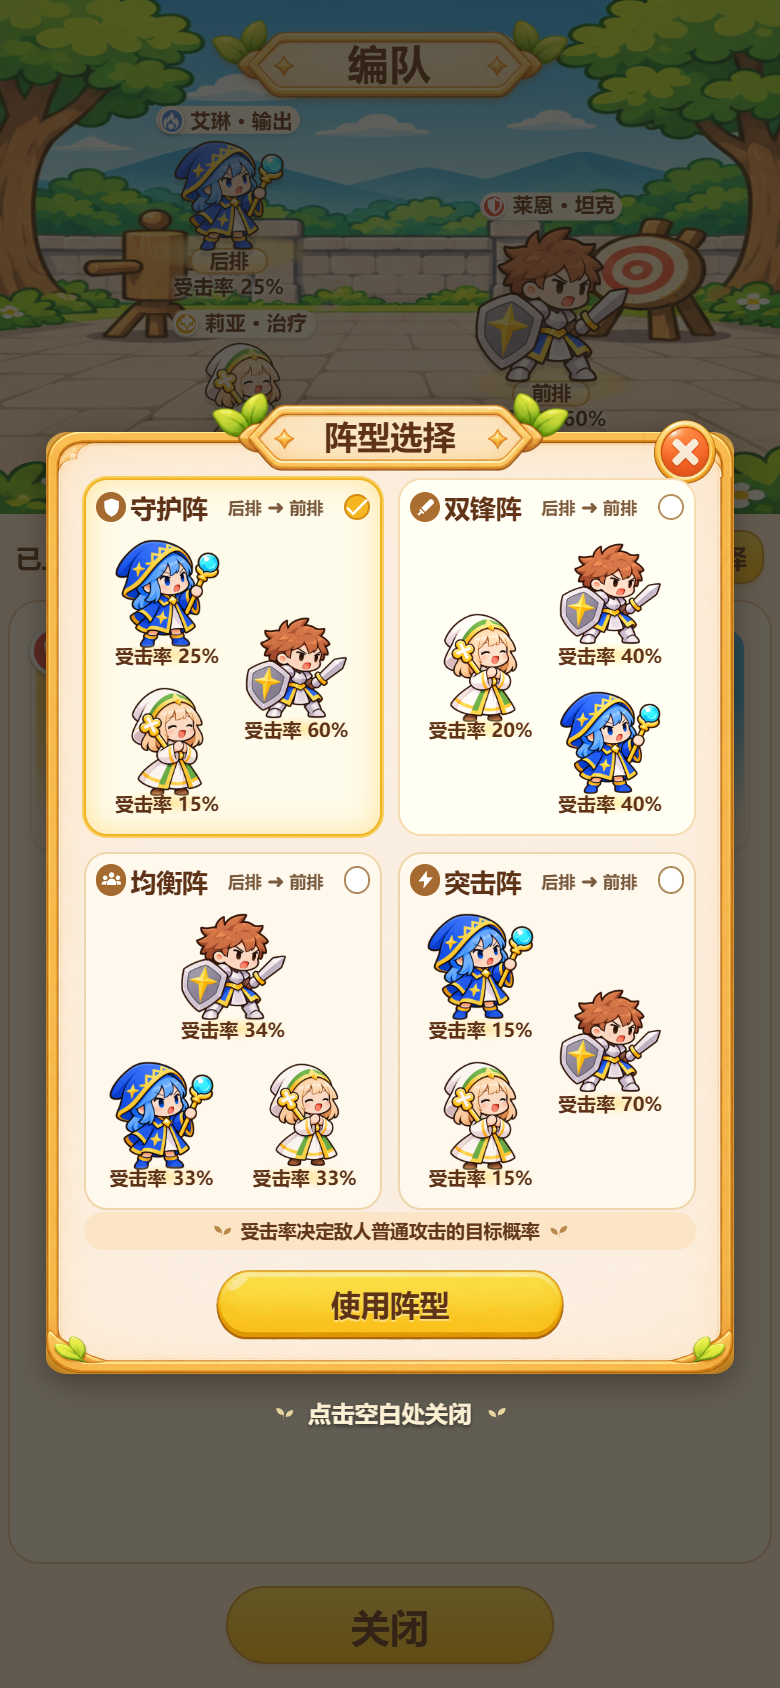 编队
艾琳·输出
莱恩·坦克
后排
受击率 25%
莉亚·治疗
前排
60%
阵型选择
已
择
守护阵 后排 → 前排
受击率 25%
受击率 60%
受击率 15%
双锋阵 后排 → 前排
受击率 40%
受击率 20%
受击率 40%
均衡阵 后排 → 前排
受击率 34%
受击率 33%
受击率 33%
突击阵 后排 → 前排
受击率 15%
受击率 70%
受击率 15%
受击率决定敌人普通攻击的目标概率
使用阵型
点击空白处关闭
关闭